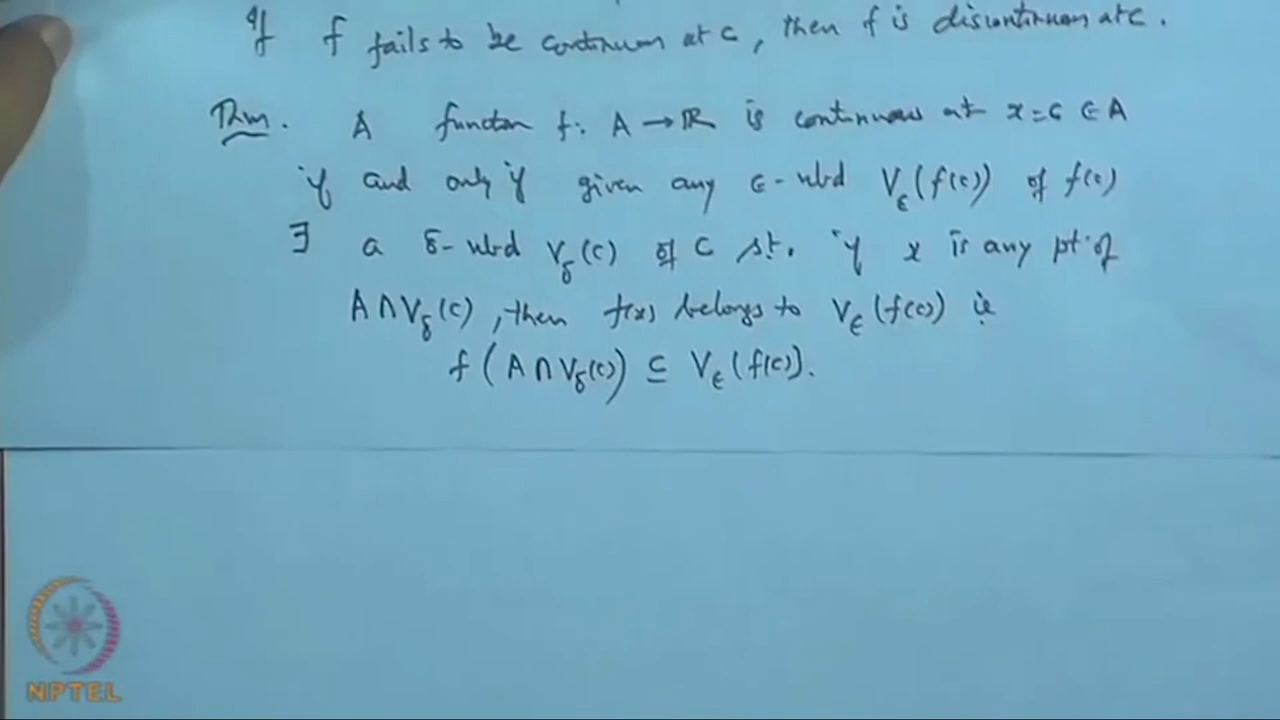 If f fails to be continuous at c, then f is discontinuous at c.
Thm. A function f: A → ℝ is continuous at x=c ∈ A
if and only if given any ε-nbd V_ε(f(c)) of f(c)
∃ a δ-nbd V_δ(c) of c st. if x is any pt. of
A∩V_δ(c), then f(x) belongs to V_ε(f(c)) ie
f(A∩V_δ(c)) ⊆ V_ε(f(c)).
NPTEL